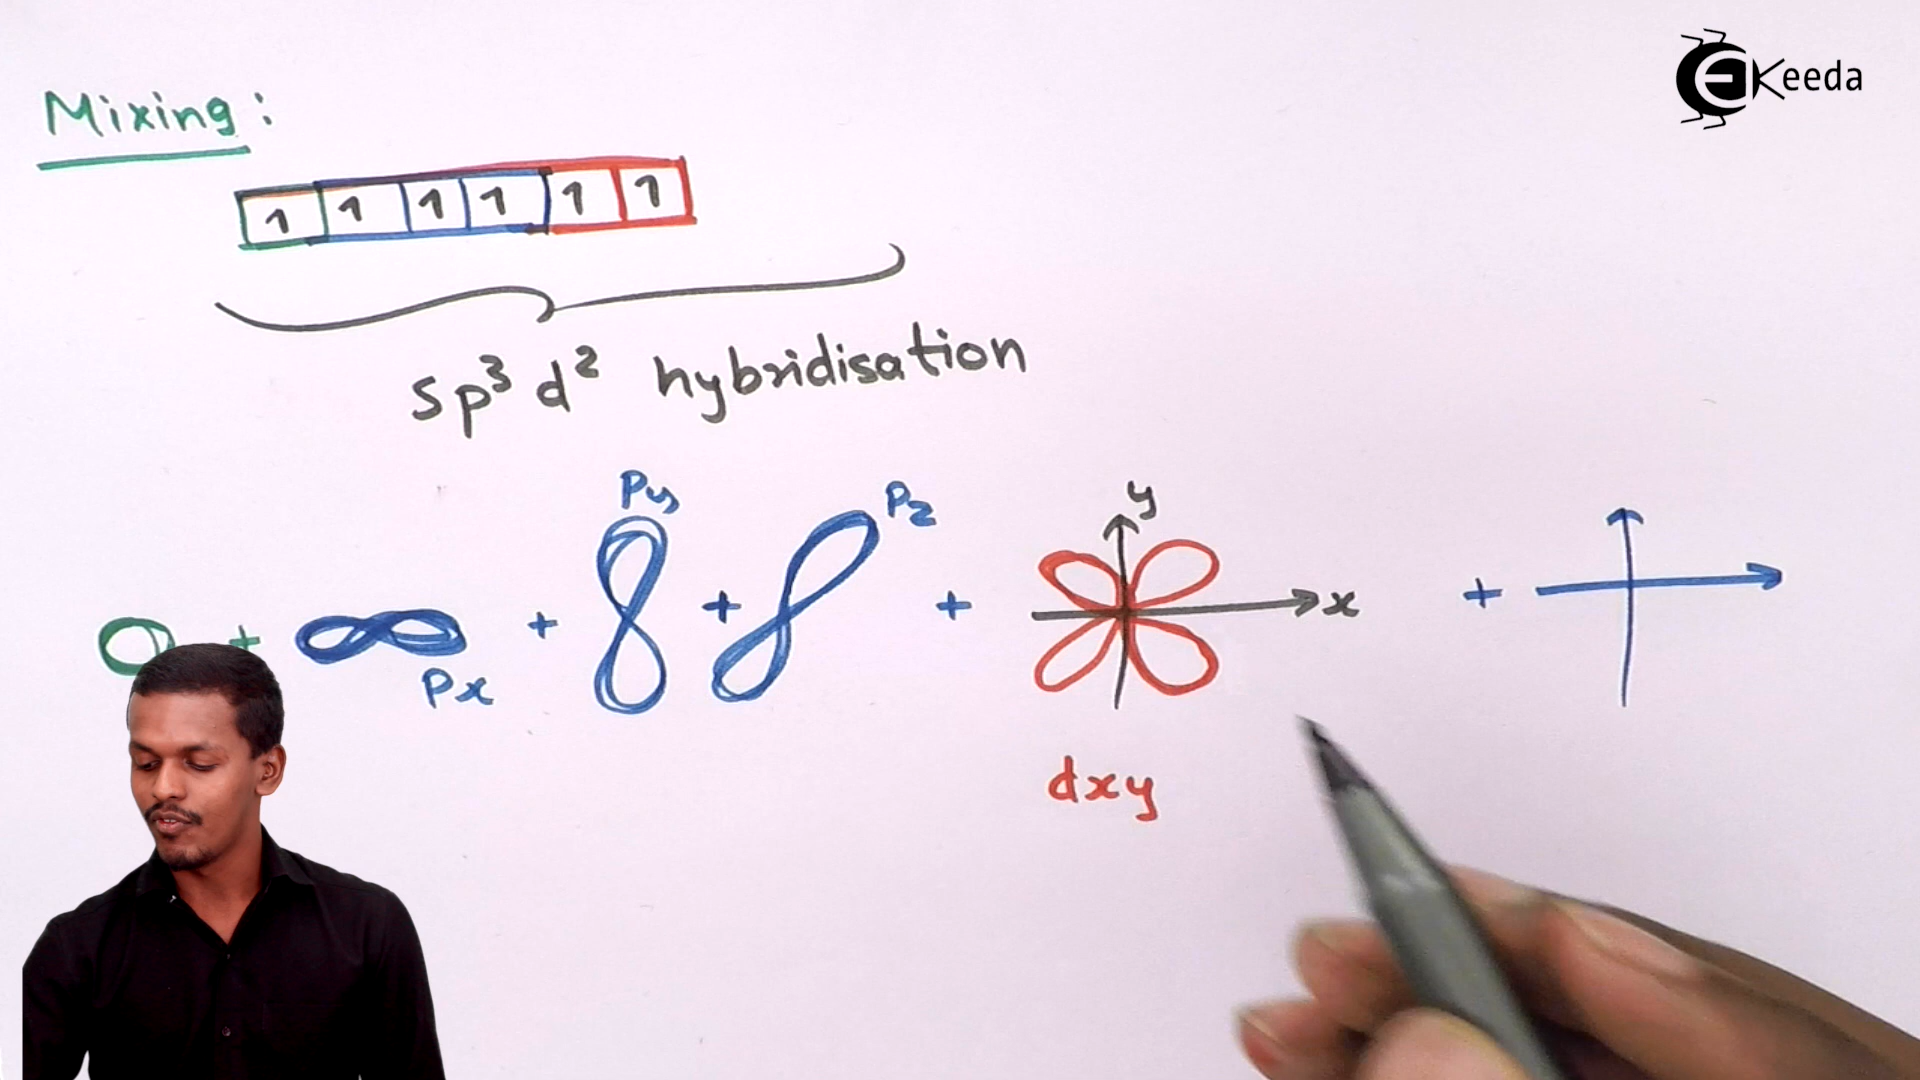 Keeda
Mixing:
1 1 1 1 1 1
sp³d² hybridisation
Py Pz y
+ + + + x +
Px
dxy